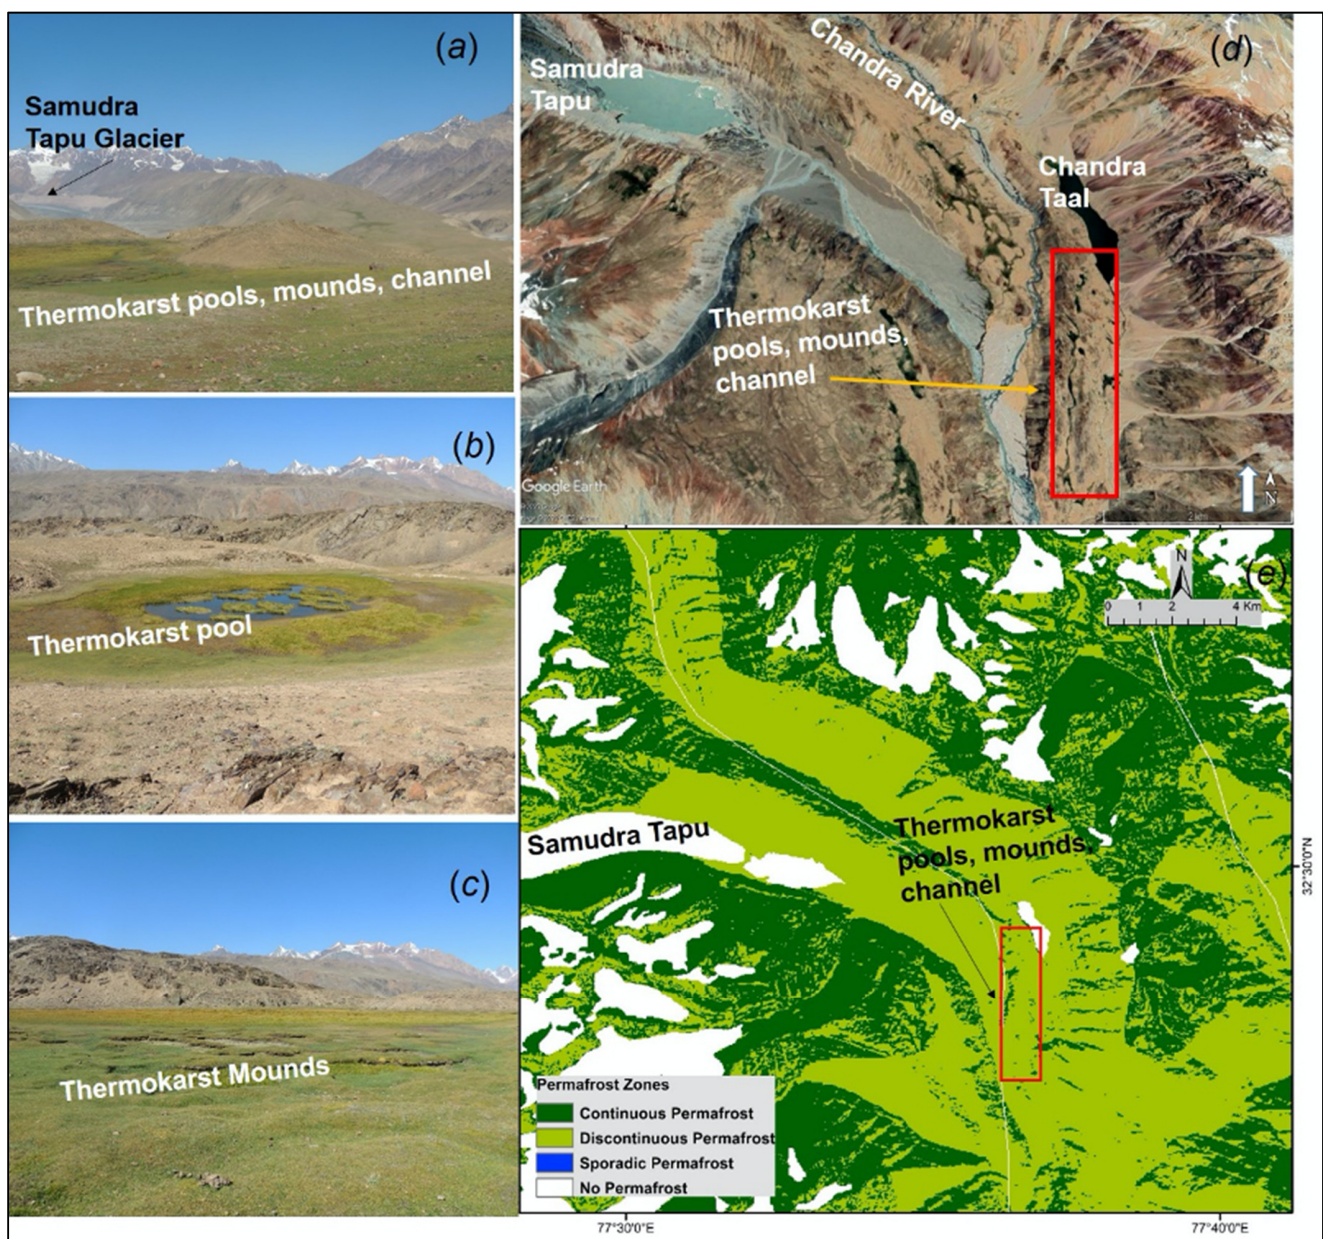 (a)
Samudra
Tapu Glacier
Thermokarst pools, mounds, channel
(b)
Thermokarst pool
(c)
Thermokarst Mounds
(d)
Samudra
Tapu
Chandra River
Chandra
Taal
Thermokarst
pools, mounds,
channel
Google Earth
N
(e)
N
0 1 2 4 Km
Samudra Tapu
Thermokarst
pools, mounds,
channel
32°30'0"N
Permafrost Zones
Continuous Permafrost
Discontinuous Permafrost
Sporadic Permafrost
No Permafrost
77°30'0"E 77°40'0"E